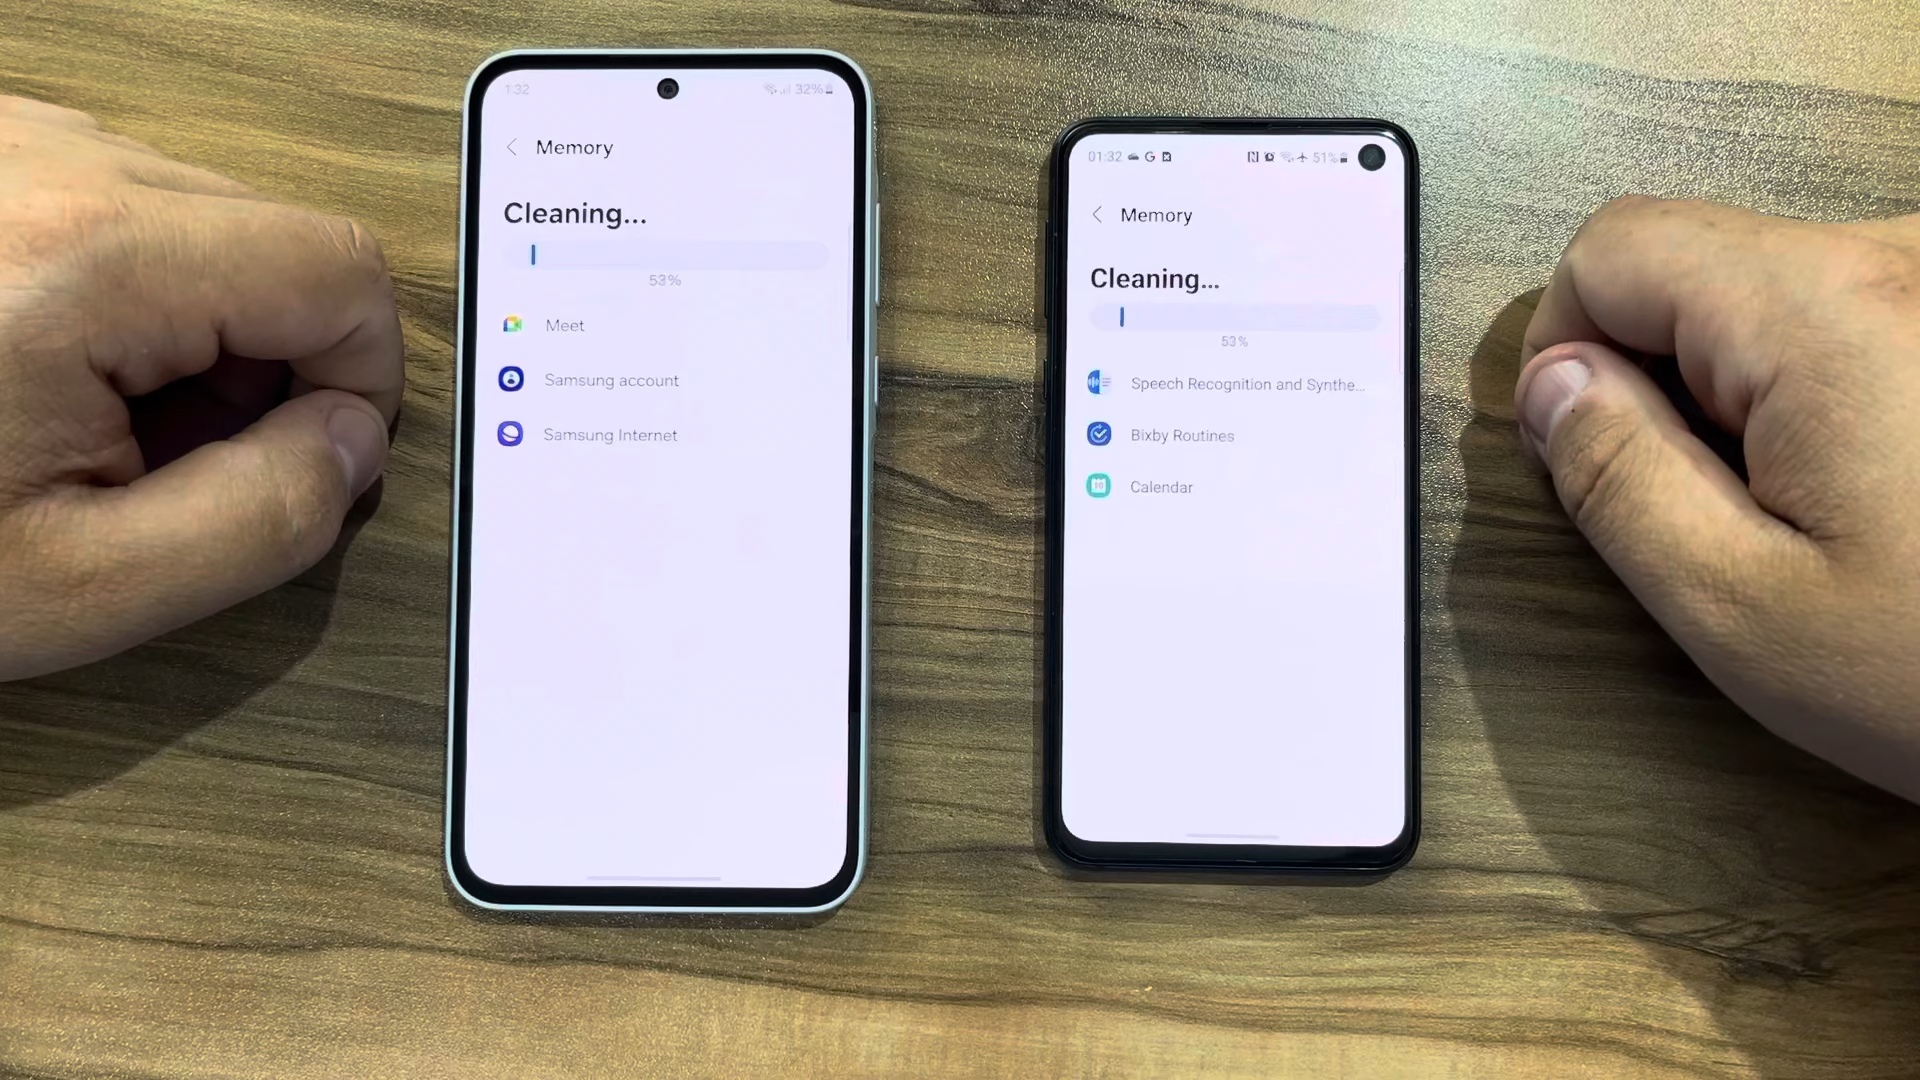 1:32
32%
Memory
Cleaning...
53%
Meet
Samsung account
Samsung Internet
01:32 G
51%
Memory
Cleaning...
53%
Speech Recognition and Synthe...
Bixby Routines
Calendar